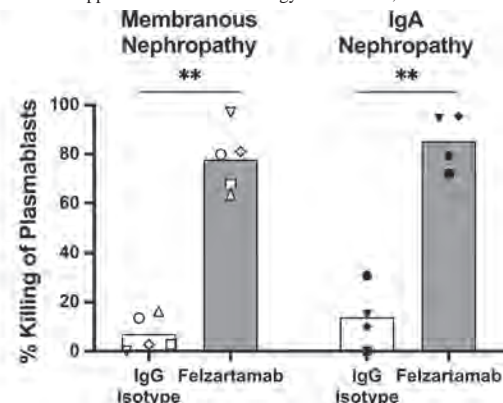 Membranous Nephropathy
IgA Nephropathy
** **
% Killing of Plasmablasts
100
80
60
40
20
0
IgG Isotype
Felzartamab
IgG Isotype
Felzartamab